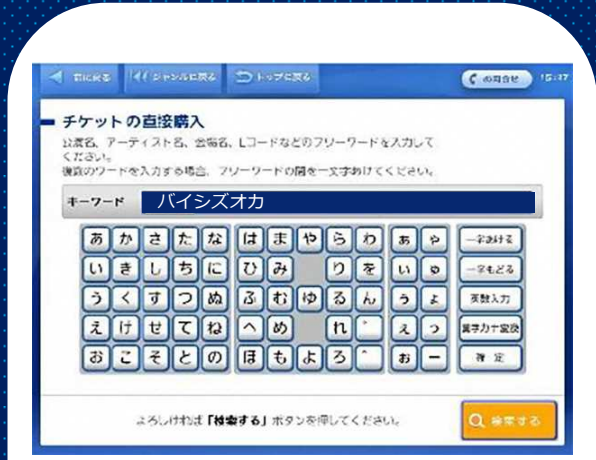 前に戻る ジャンルに戻る トップに戻る お問合せ 15:37
チケットの直接購入
公演名、アーティスト名、会場名、Lコードなどのフリーワードを入力して
ください。
複数のワードを入力する場合、フリーワードの間を一文字あけてください。
キーワード バイシズオカ
あ か さ た な は ま や ら わ ぁ ゃ 一字あける
い き し ち に ひ み り を ぃ ゅ 一字もどる
う く す つ ぬ ふ む ゆ る ん ぅ ょ 英数入力
え け せ て ね へ め れ ゛ ぇ っ 漢字カナ変換
お こ そ と の ほ も よ ろ ゜ ぉ ー 確定
よろしければ「検索する」ボタンを押してください。 検索する